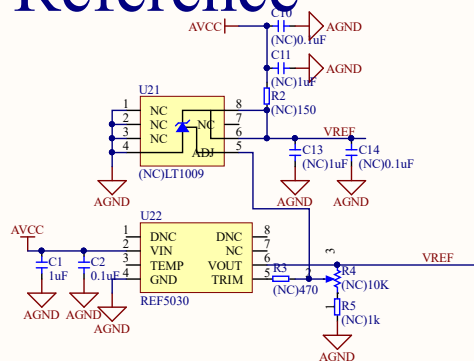 Reference
C10
AVCC
(NC)0.1uF
AGND
C11
(NC)1uF
AGND
R2
(NC)150
U21
1 NC 8
2 NC NC 7
3 NC 6
4 ADJ 5
(NC)LT1009
VREF
C13
(NC)1uF
C14
(NC)0.1uF
AGND
AGND
AGND
U22
AVCC
1 DNC DNC 8
2 VIN NC 7
3 TEMP VOUT 6
4 GND TRIM 5
REF5030
C1
1uF
C2
0.1uF
AGND
AGND
AGND
R3
(NC)470
3
2
1
VREF
R4
(NC)10K
R5
(NC)1k
AGND